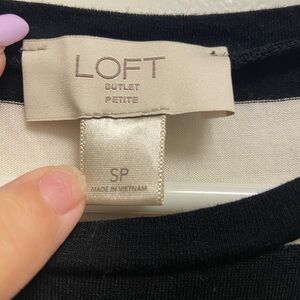 LOFT
OUTLET
PETITE
SP
MADE IN VIETNAM